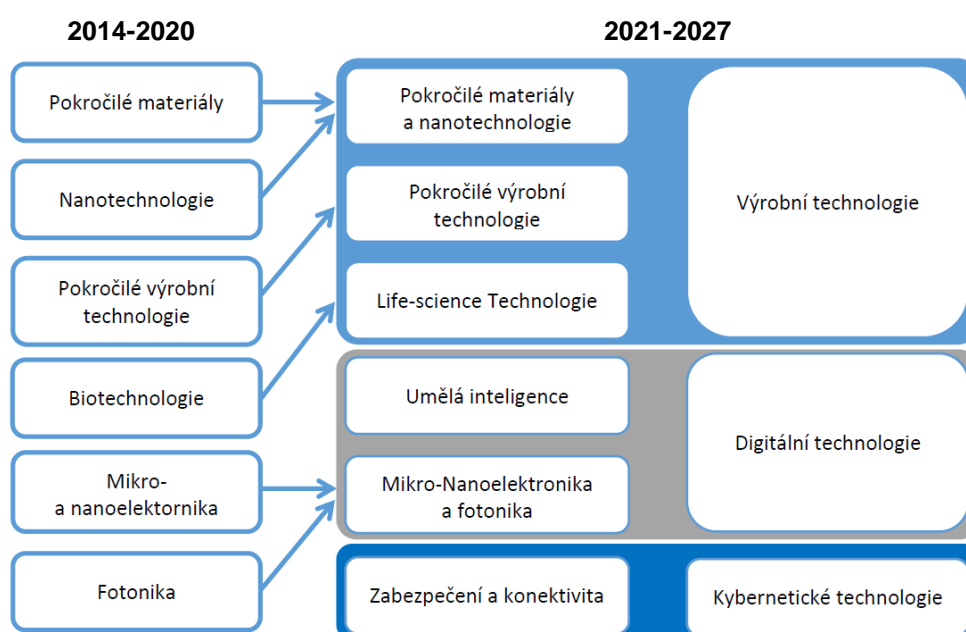 2014-2020
2021-2027
Pokročilé materiály
Nanotechnologie
Pokročilé výrobní
technologie
Biotechnologie
Mikro-
a nanoelektornika
Fotonika
Pokročilé materiály
a nanotechnologie
Pokročilé výrobní
technologie
Life-science Technologie
Umělá inteligence
Mikro-Nanoelektronika
a fotonika
Zabezpečení a konektivita
Výrobní technologie
Digitální technologie
Kybernetické technologie